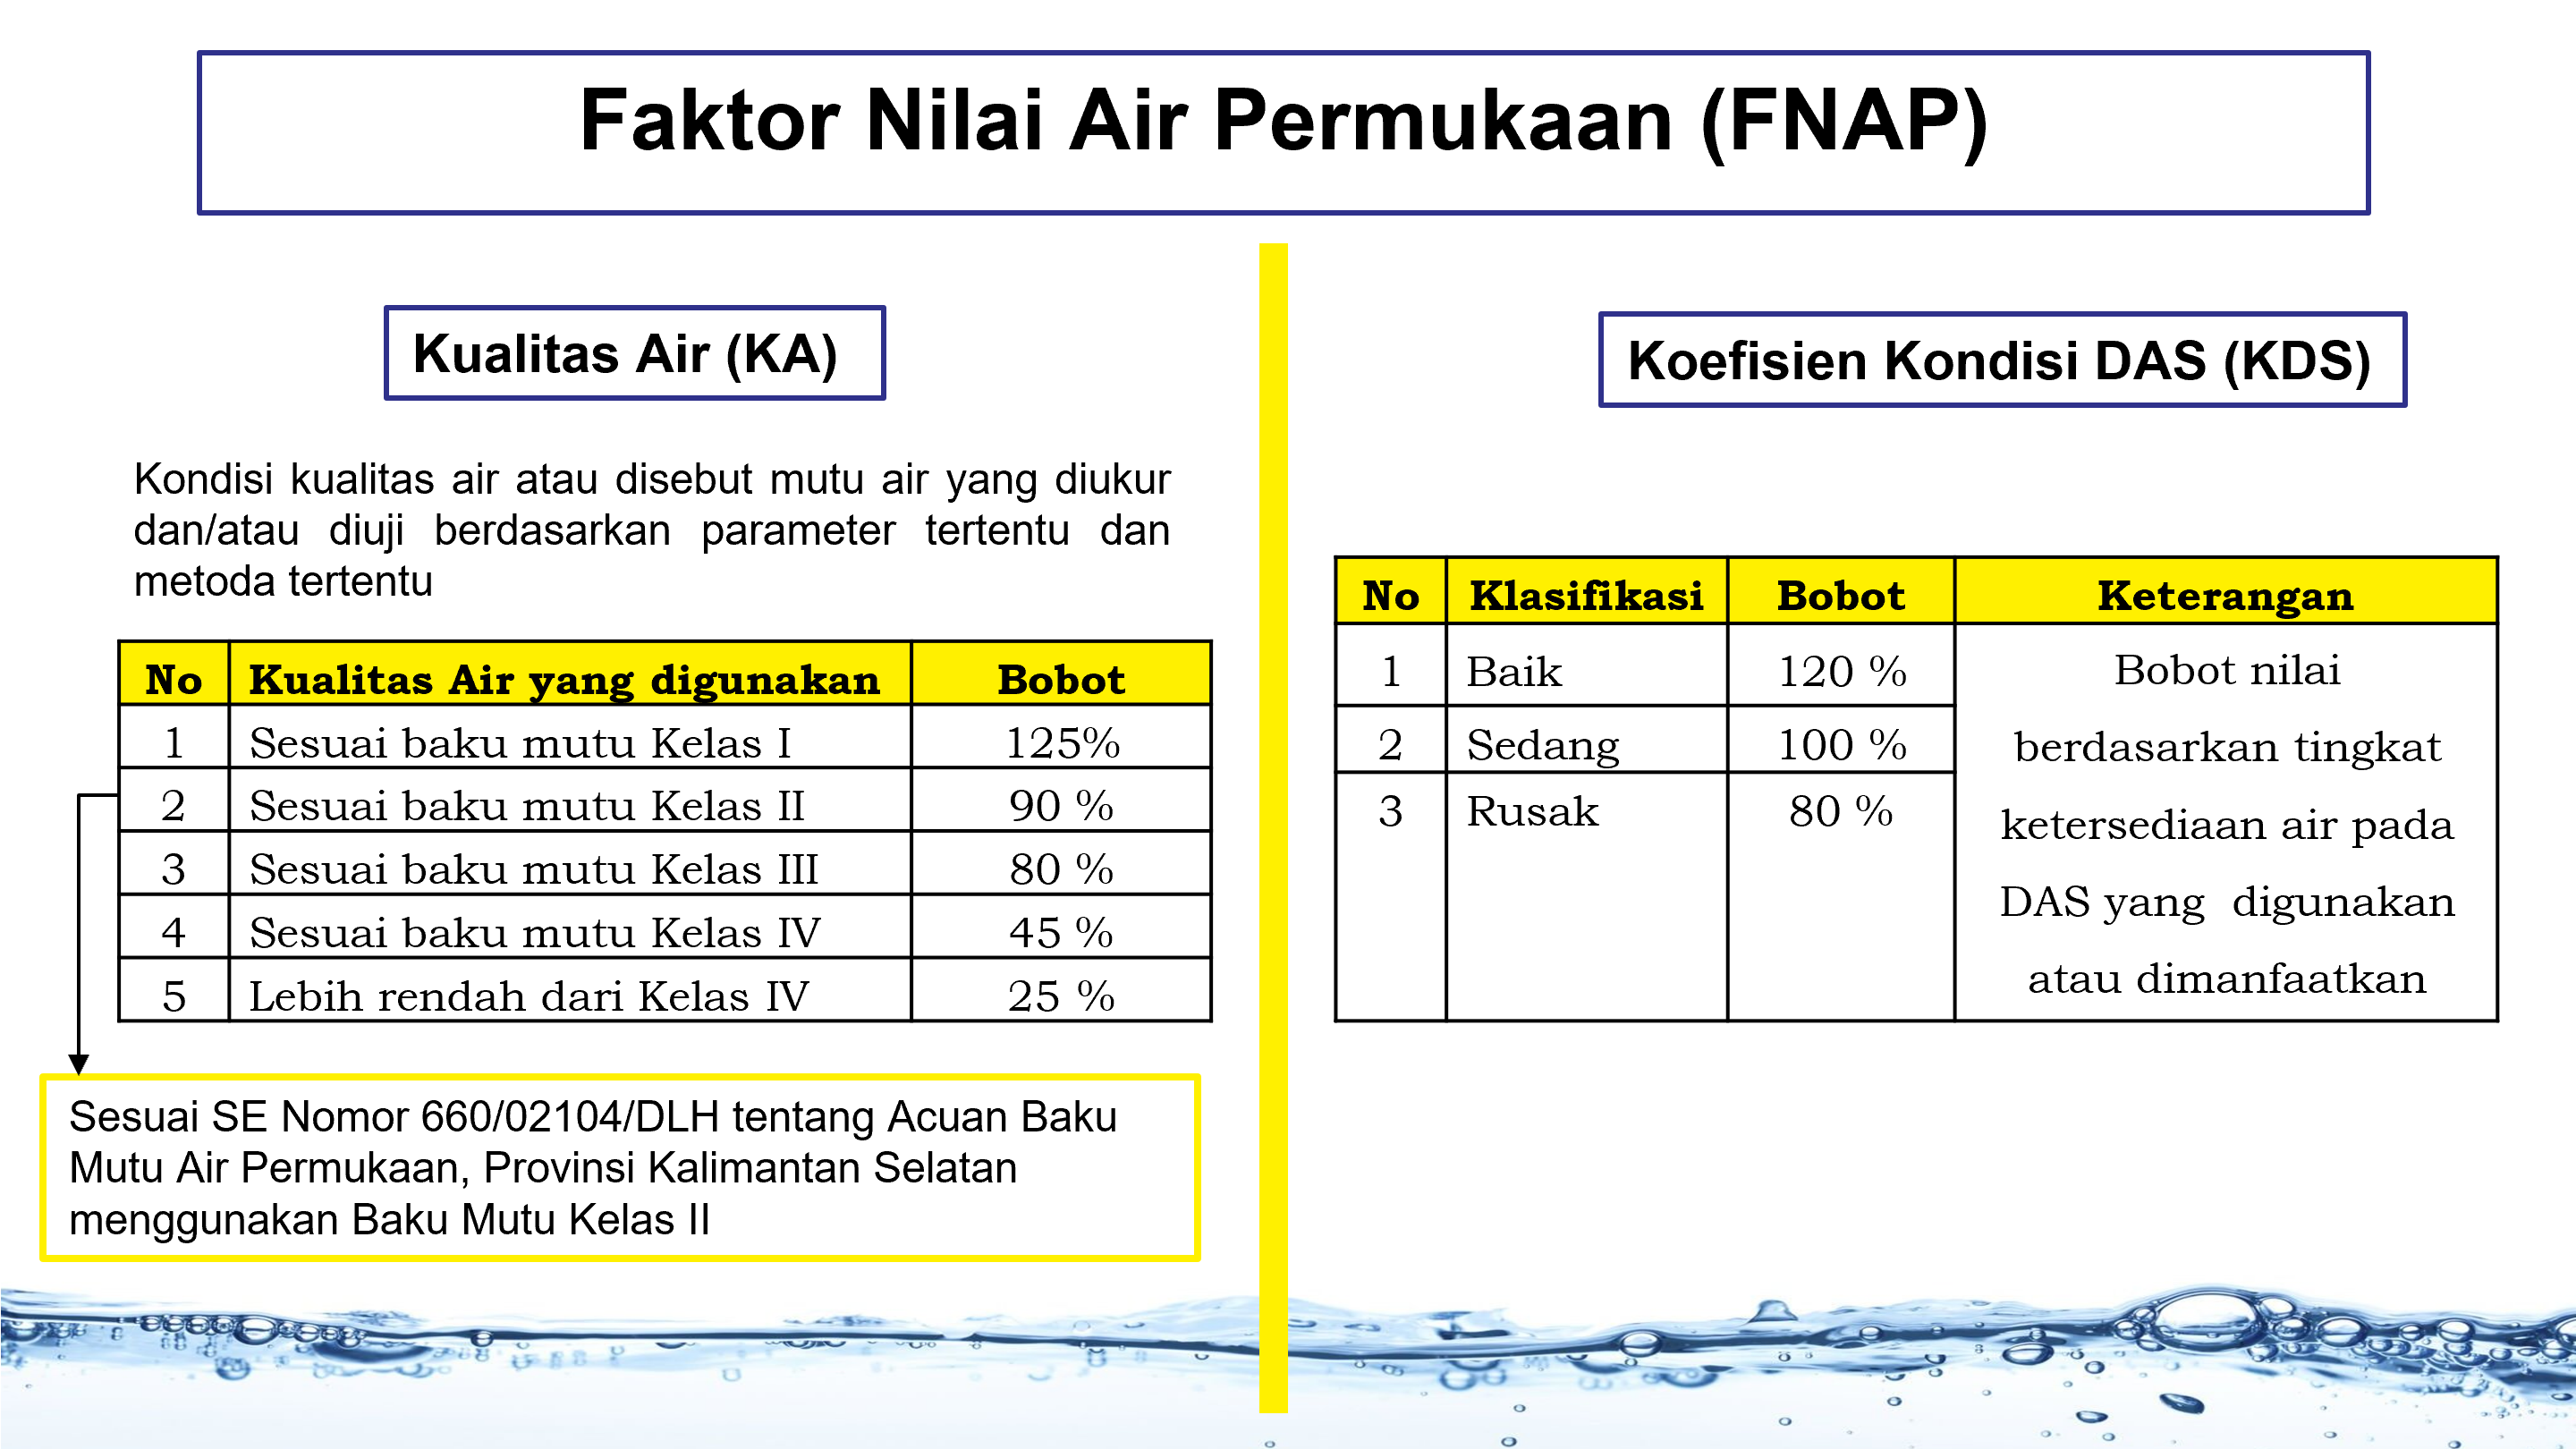 Faktor Nilai Air Permukaan (FNAP)
Kualitas Air (KA)
Kondisi kualitas air atau disebut mutu air yang diukur
dan/atau diuji berdasarkan parameter tertentu dan
metoda tertentu
No Kualitas Air yang digunakan Bobot
1 Sesuai baku mutu Kelas I 125%
2 Sesuai baku mutu Kelas II 90 %
3 Sesuai baku mutu Kelas III 80 %
4 Sesuai baku mutu Kelas IV 45 %
5 Lebih rendah dari Kelas IV 25 %
Sesuai SE Nomor 660/02104/DLH tentang Acuan Baku
Mutu Air Permukaan, Provinsi Kalimantan Selatan
menggunakan Baku Mutu Kelas II
Koefisien Kondisi DAS (KDS)
No Klasifikasi Bobot Keterangan
1 Baik 120 %
2 Sedang 100 %
3 Rusak 80 %
Bobot nilai
berdasarkan tingkat
ketersediaan air pada
DAS yang digunakan
atau dimanfaatkan